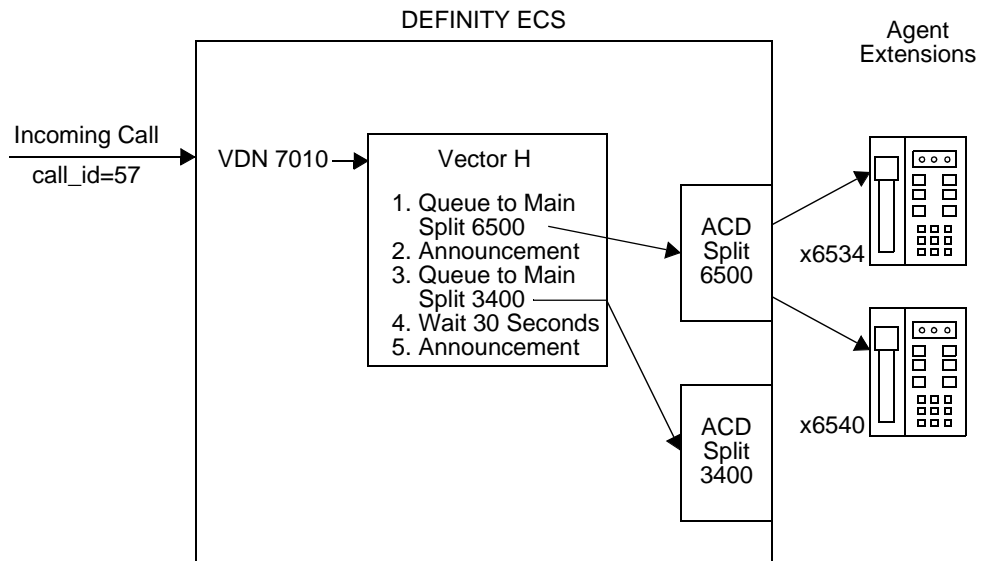 DEFINITY ECS
Agent
Extensions
Incoming Call
call_id=57
VDN 7010
Vector H
1. Queue to Main
Split 6500
2. Announcement
3. Queue to Main
Split 3400
4. Wait 30 Seconds
5. Announcement
ACD
Split
6500
x6534
x6540
ACD
Split
3400